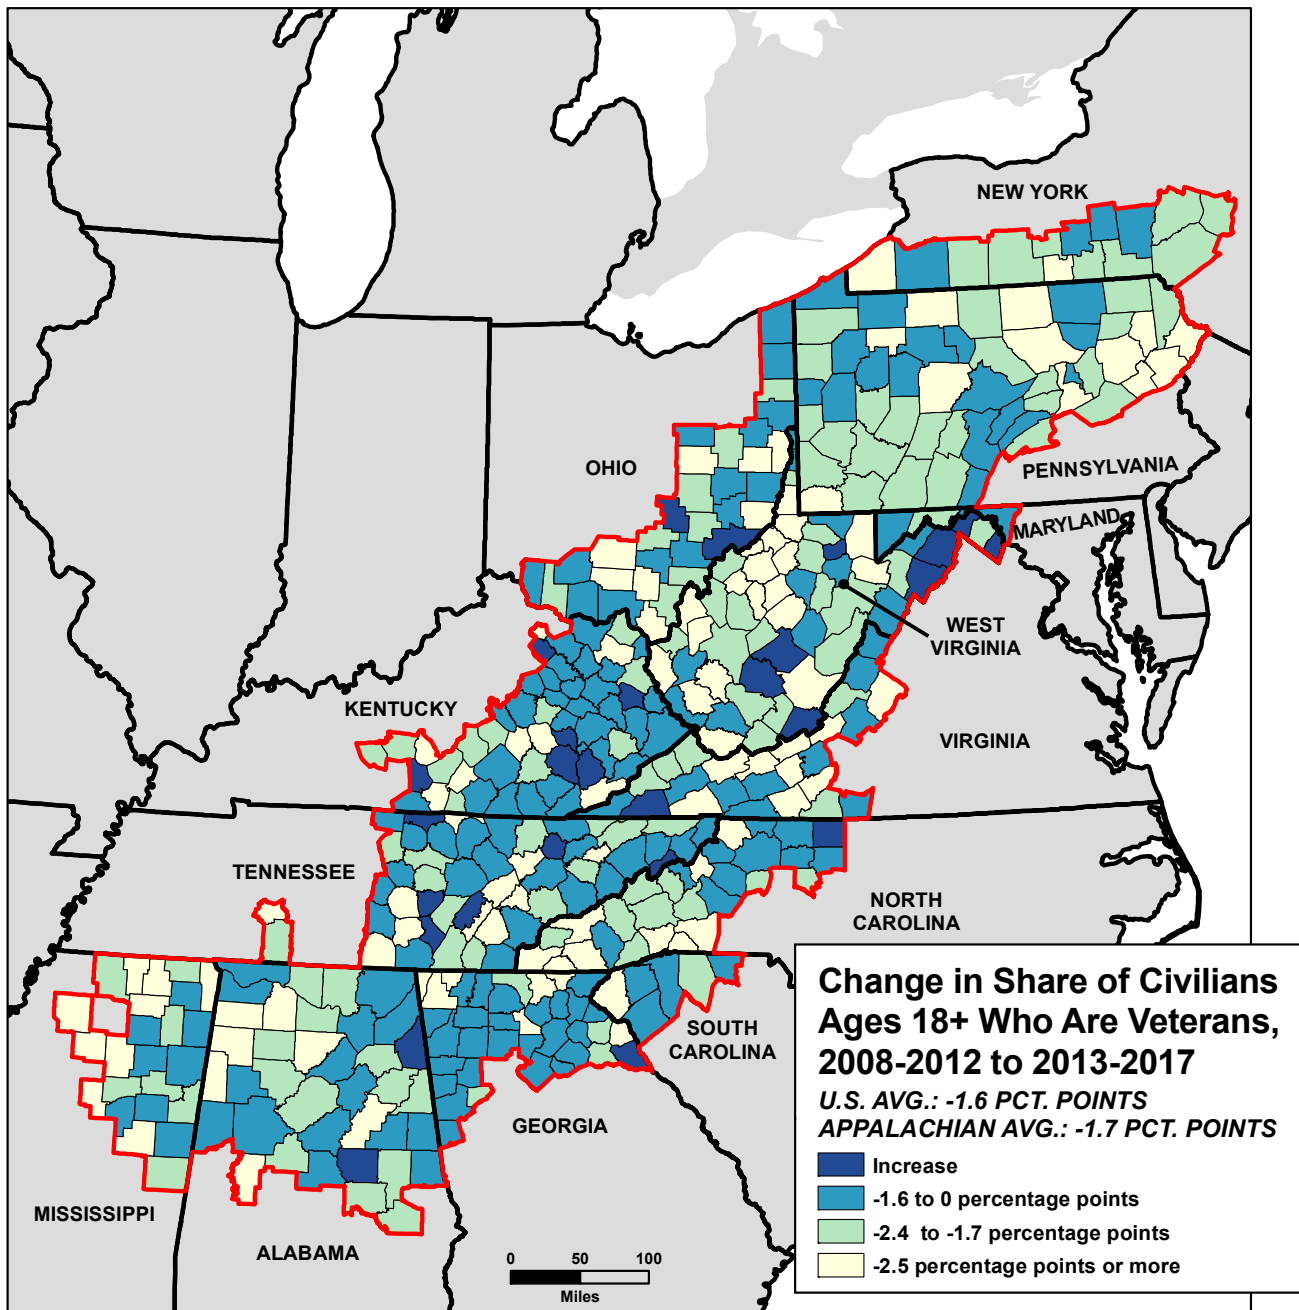 NEW YORK
OHIO
PENNSYLVANIA
MARYLAND
WEST
VIRGINIA
KENTUCKY
VIRGINIA
TENNESSEE
NORTH
CAROLINA
SOUTH
CAROLINA
GEORGIA
MISSISSIPPI
ALABAMA
0 50 100
Miles
Change in Share of Civilians
Ages 18+ Who Are Veterans,
2008-2012 to 2013-2017
U.S. AVG.: -1.6 PCT. POINTS
APPALACHIAN AVG.: -1.7 PCT. POINTS
Increase
-1.6 to 0 percentage points
-2.4 to -1.7 percentage points
-2.5 percentage points or more